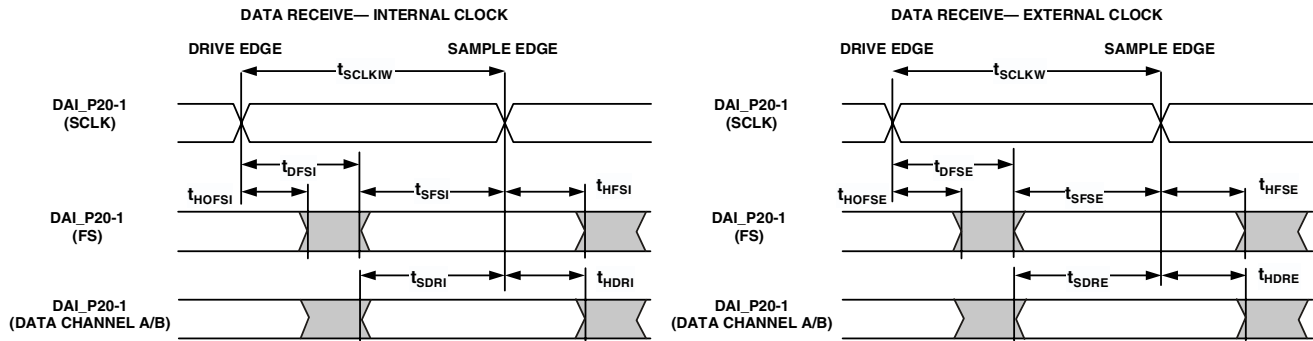 DATA RECEIVE— INTERNAL CLOCK
DRIVE EDGE
SAMPLE EDGE
tSCLKIW
DAI_P20-1
(SCLK)
tDFSI
tHOFSI
tSFSI
tHFSI
DAI_P20-1
(FS)
tSDRI
tHDRI
DAI_P20-1
(DATA CHANNEL A/B)
DATA RECEIVE— EXTERNAL CLOCK
DRIVE EDGE
SAMPLE EDGE
tSCLKW
DAI_P20-1
(SCLK)
tDFSE
tHOFSE
tSFSE
tHFSE
DAI_P20-1
(FS)
tSDRE
tHDRE
DAI_P20-1
(DATA CHANNEL A/B)